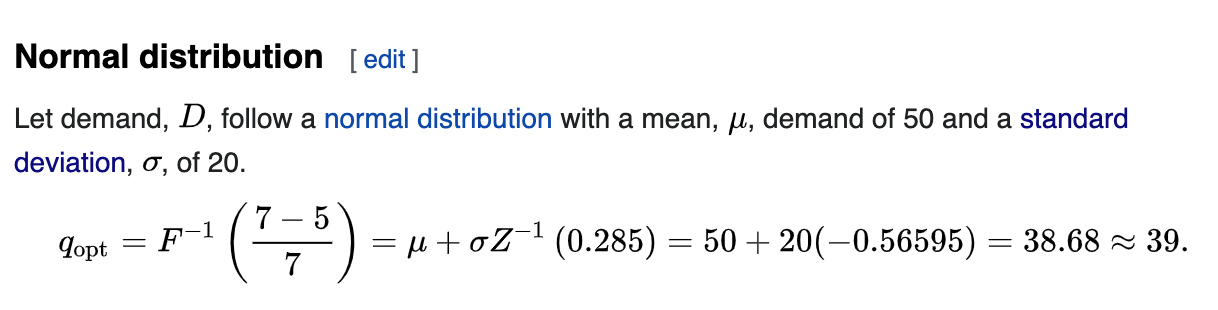 Normal distribution [ edit ]
Let demand, D, follow a normal distribution with a mean, μ, demand of 50 and a standard
deviation, σ, of 20.
q_opt = F⁻¹ ((7 − 5)/7) = μ + σZ⁻¹ (0.285) = 50 + 20(−0.56595) = 38.68 ≈ 39.